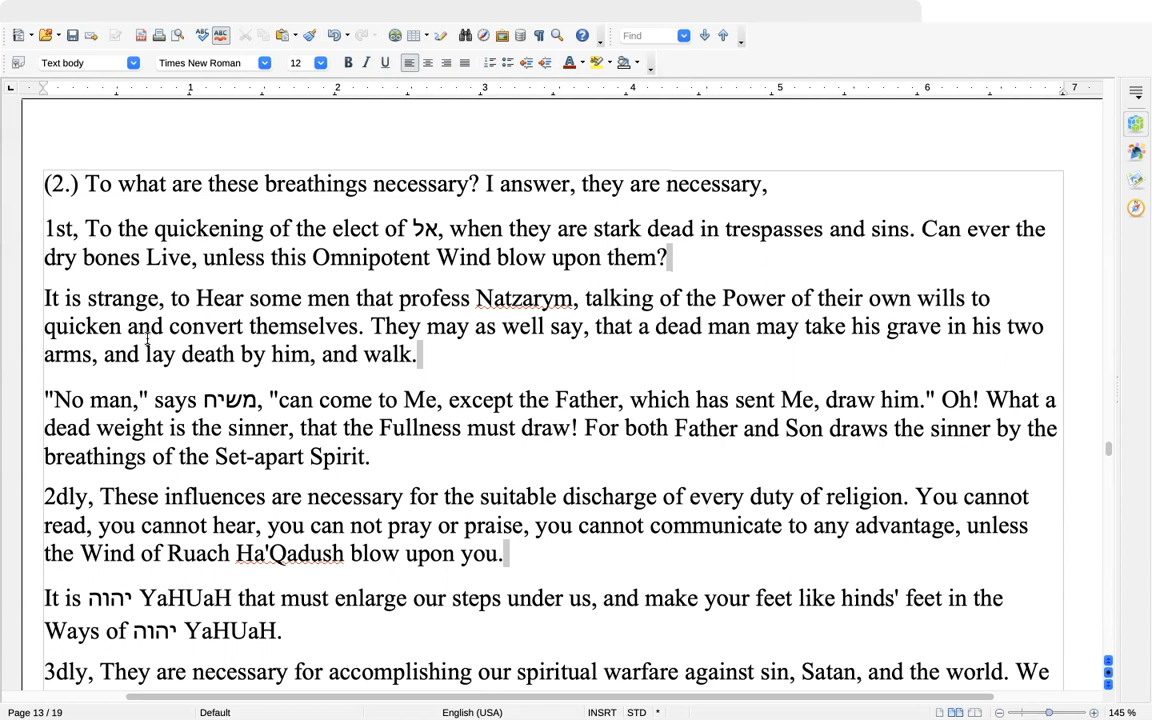 Find
Text body
Times New Roman
12
1 1 2 3 4 5 6 7
(2.) To what are these breathings necessary? I answer, they are necessary,
1st, To the quickening of the elect of אל, when they are stark dead in trespasses and sins. Can ever the
dry bones Live, unless this Omnipotent Wind blow upon them?
It is strange, to Hear some men that profess Natzarym, talking of the Power of their own wills to
quicken and convert themselves. They may as well say, that a dead man may take his grave in his two
arms, and lay death by him, and walk.
"No man," says משיח, "can come to Me, except the Father, which has sent Me, draw him." Oh! What a
dead weight is the sinner, that the Fullness must draw! For both Father and Son draws the sinner by the
breathings of the Set-apart Spirit.
2dly, These influences are necessary for the suitable discharge of every duty of religion. You cannot
read, you cannot hear, you can not pray or praise, you cannot communicate to any advantage, unless
the Wind of Ruach Ha'Qadush blow upon you.
It is יהוה YaHUaH that must enlarge our steps under us, and make your feet like hinds' feet in the
Ways of יהוה YaHUaH.
3dly, They are necessary for accomplishing our spiritual warfare against sin, Satan, and the world. We
Page 13 / 19 Default English (USA) INSRT STD * 145 %